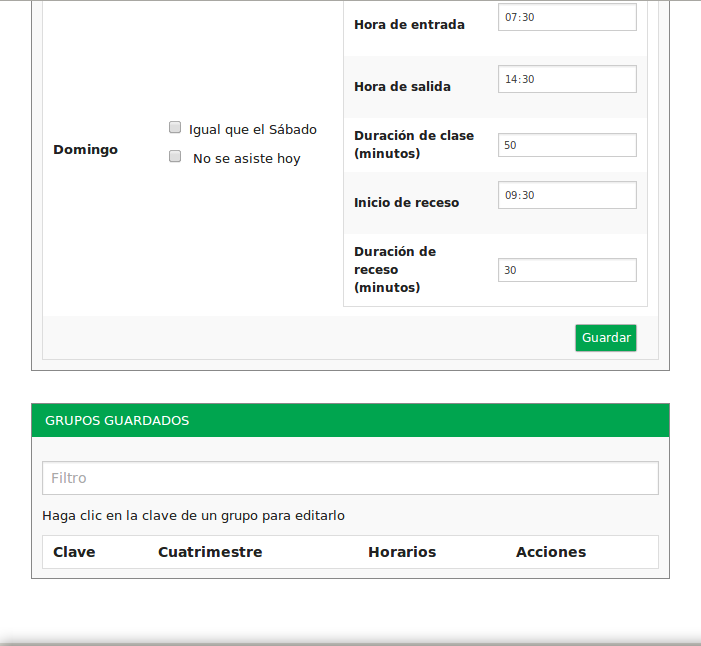 Hora de entrada
07:30
Hora de salida
14:30
Domingo
Igual que el Sábado
No se asiste hoy
Duración de clase
(minutos)
50
Inicio de receso
09:30
Duración de
receso
(minutos)
30
Guardar
GRUPOS GUARDADOS
Filtro
Haga clic en la clave de un grupo para editarlo
Clave Cuatrimestre Horarios Acciones